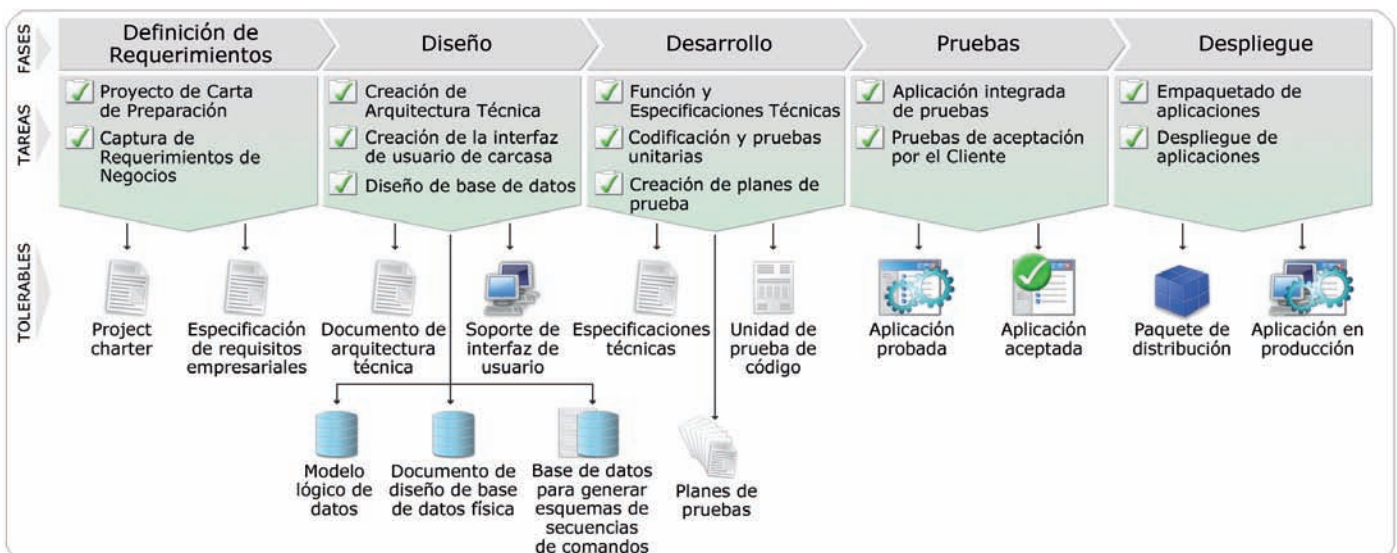 FASES
Definición de
Requerimientos
Diseño
Desarrollo
Pruebas
Despliegue
TAREAS
Proyecto de Carta
de Preparación
Captura de
Requerimientos de
Negocios
Creación de
Arquitectura Técnica
Creación de la interfaz
de usuario de carcasa
Diseño de base de datos
Función y
Especificaciones Técnicas
Codificación y pruebas
unitarias
Creación de planes de
prueba
Aplicación integrada
de pruebas
Pruebas de aceptación
por el Cliente
Empaquetado de
aplicaciones
Despliegue de
aplicaciones
TOLERABLES
Project
charter
Especificación
de requisitos
empresariales
Documento de
arquitectura
técnica
Soporte de
interfaz de
usuario
Especificaciones
técnicas
Unidad de
prueba de
código
Aplicación
probada
Aplicación
aceptada
Paquete de
distribución
Aplicación en
producción
Modelo
lógico de
datos
Documento de
diseño de base
de datos física
Base de datos
para generar
esquemas de
secuencias
de comandos
Planes de
pruebas